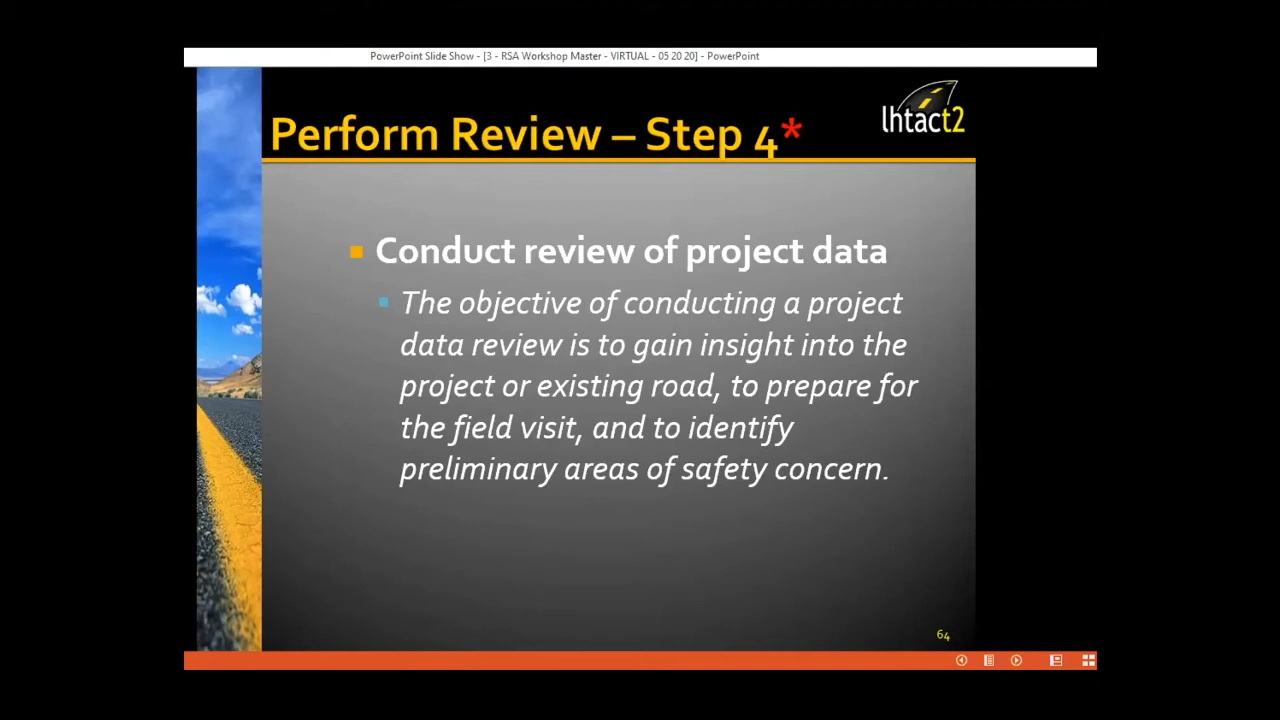 PowerPoint Slide Show - [3 - RSA Workshop Master - VIRTUAL - 05 20 20] - PowerPoint
lhtact2
Perform Review – Step 4*
Conduct review of project data
The objective of conducting a project
data review is to gain insight into the
project or existing road, to prepare for
the field visit, and to identify
preliminary areas of safety concern.
64